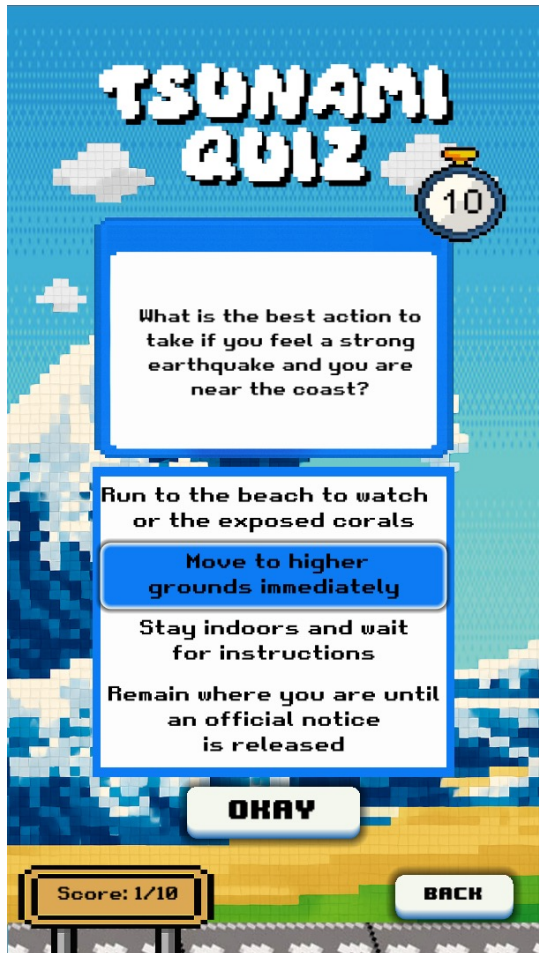 TSUNAMI
QUIZ
10
What is the best action to
take if you feel a strong
earthquake and you are
near the coast?
Run to the beach to watch
or the exposed corals
Move to higher
grounds immediately
Stay indoors and wait
for instructions
Remain where you are until
an official notice
is released
OKAY
Score: 1/10
BACK